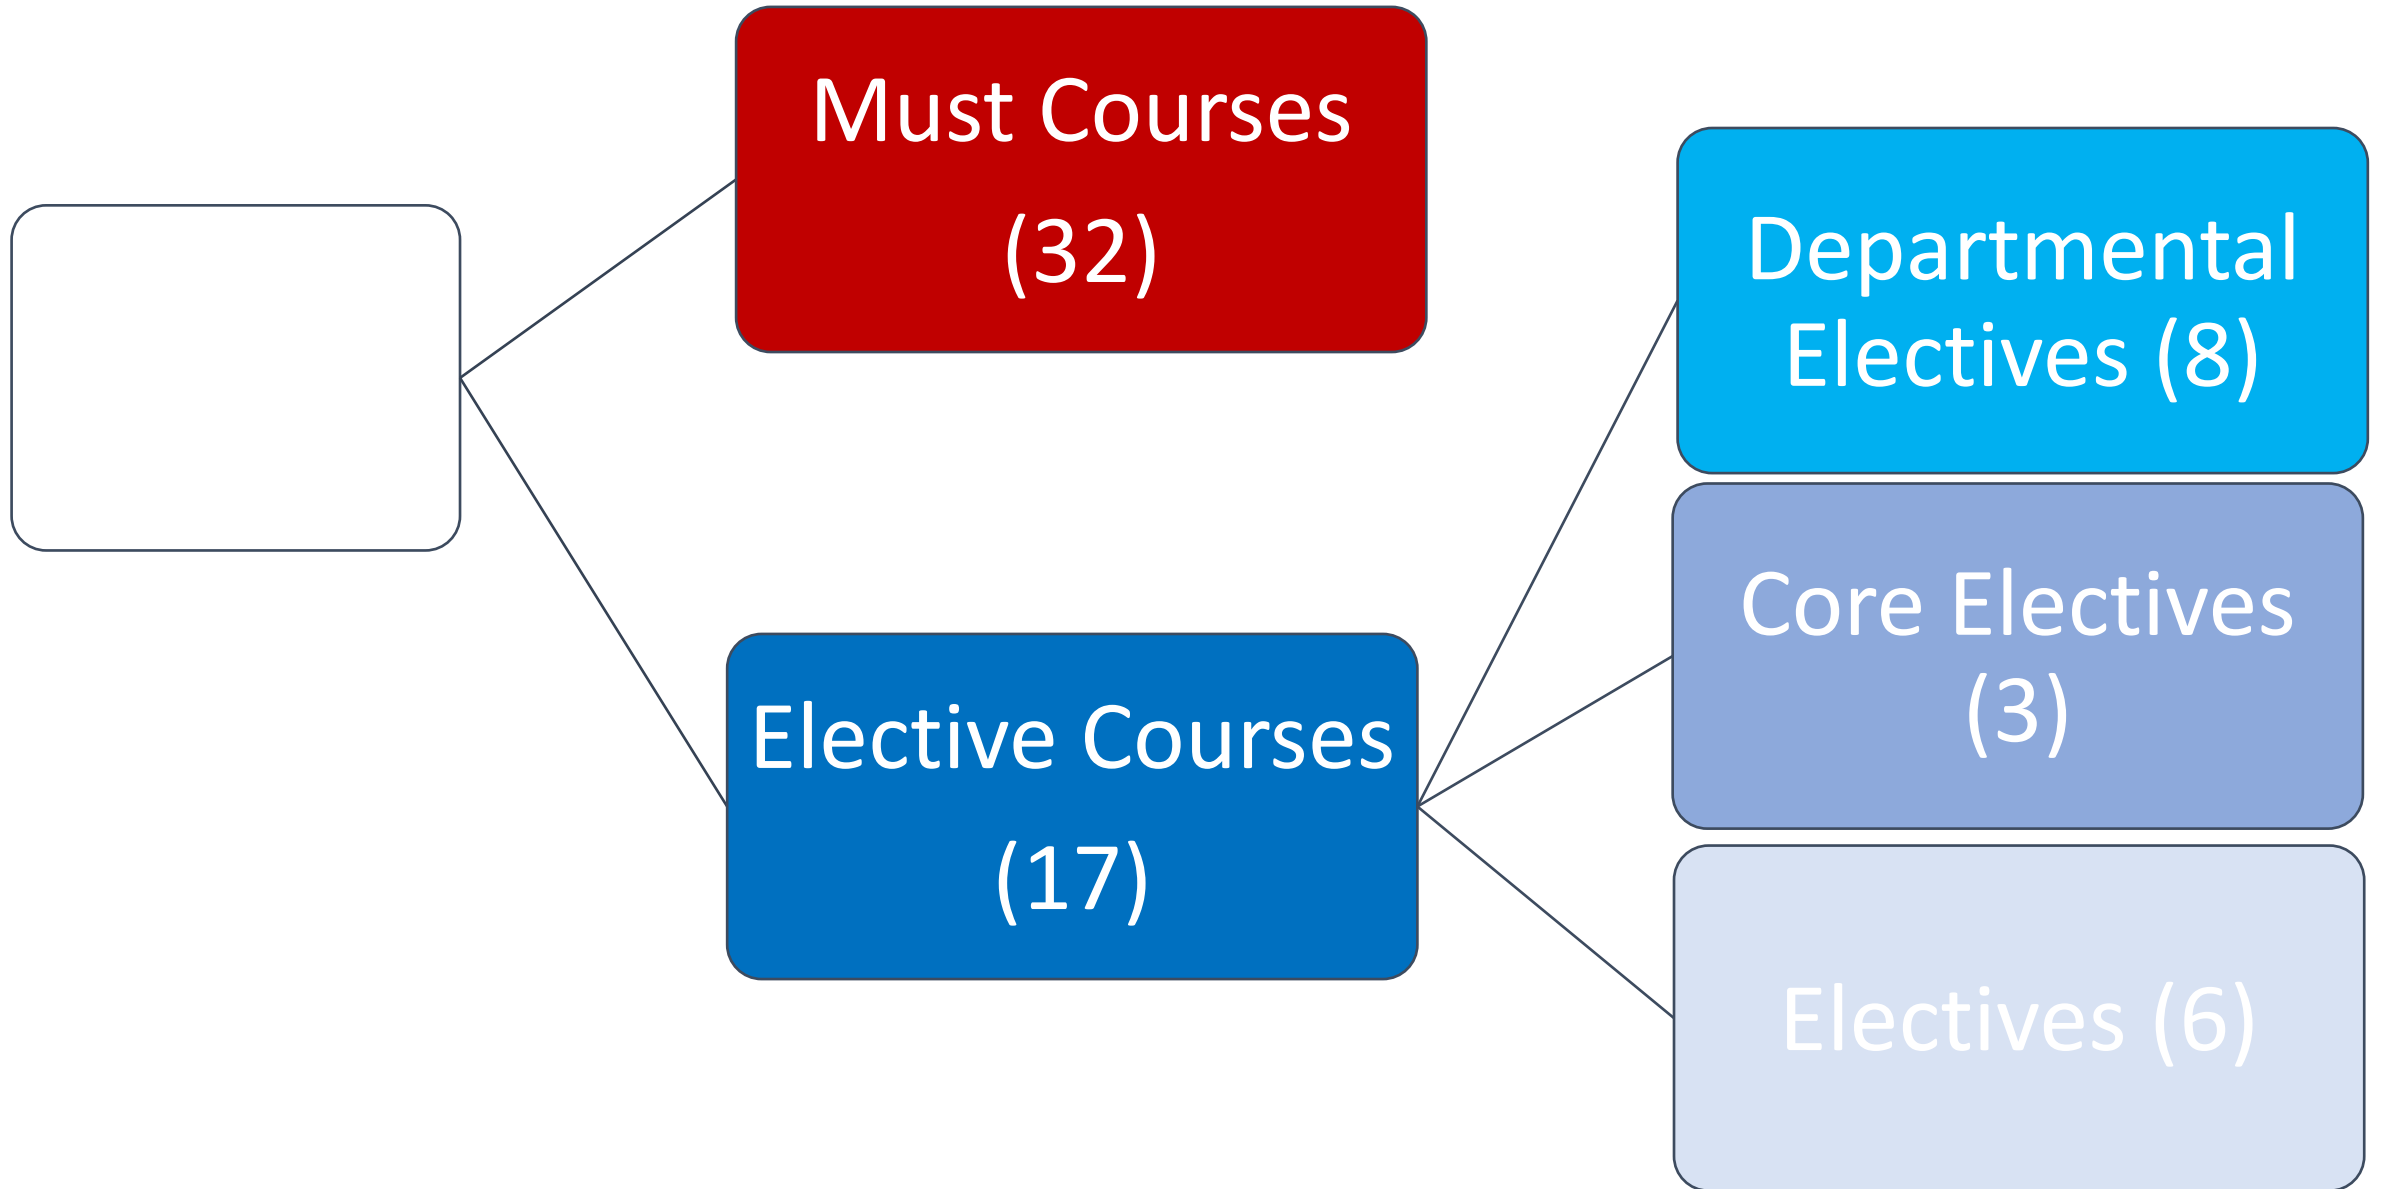 Must Courses
(32)
Elective Courses
(17)
Departmental
Electives (8)
Core Electives
(3)
Electives (6)